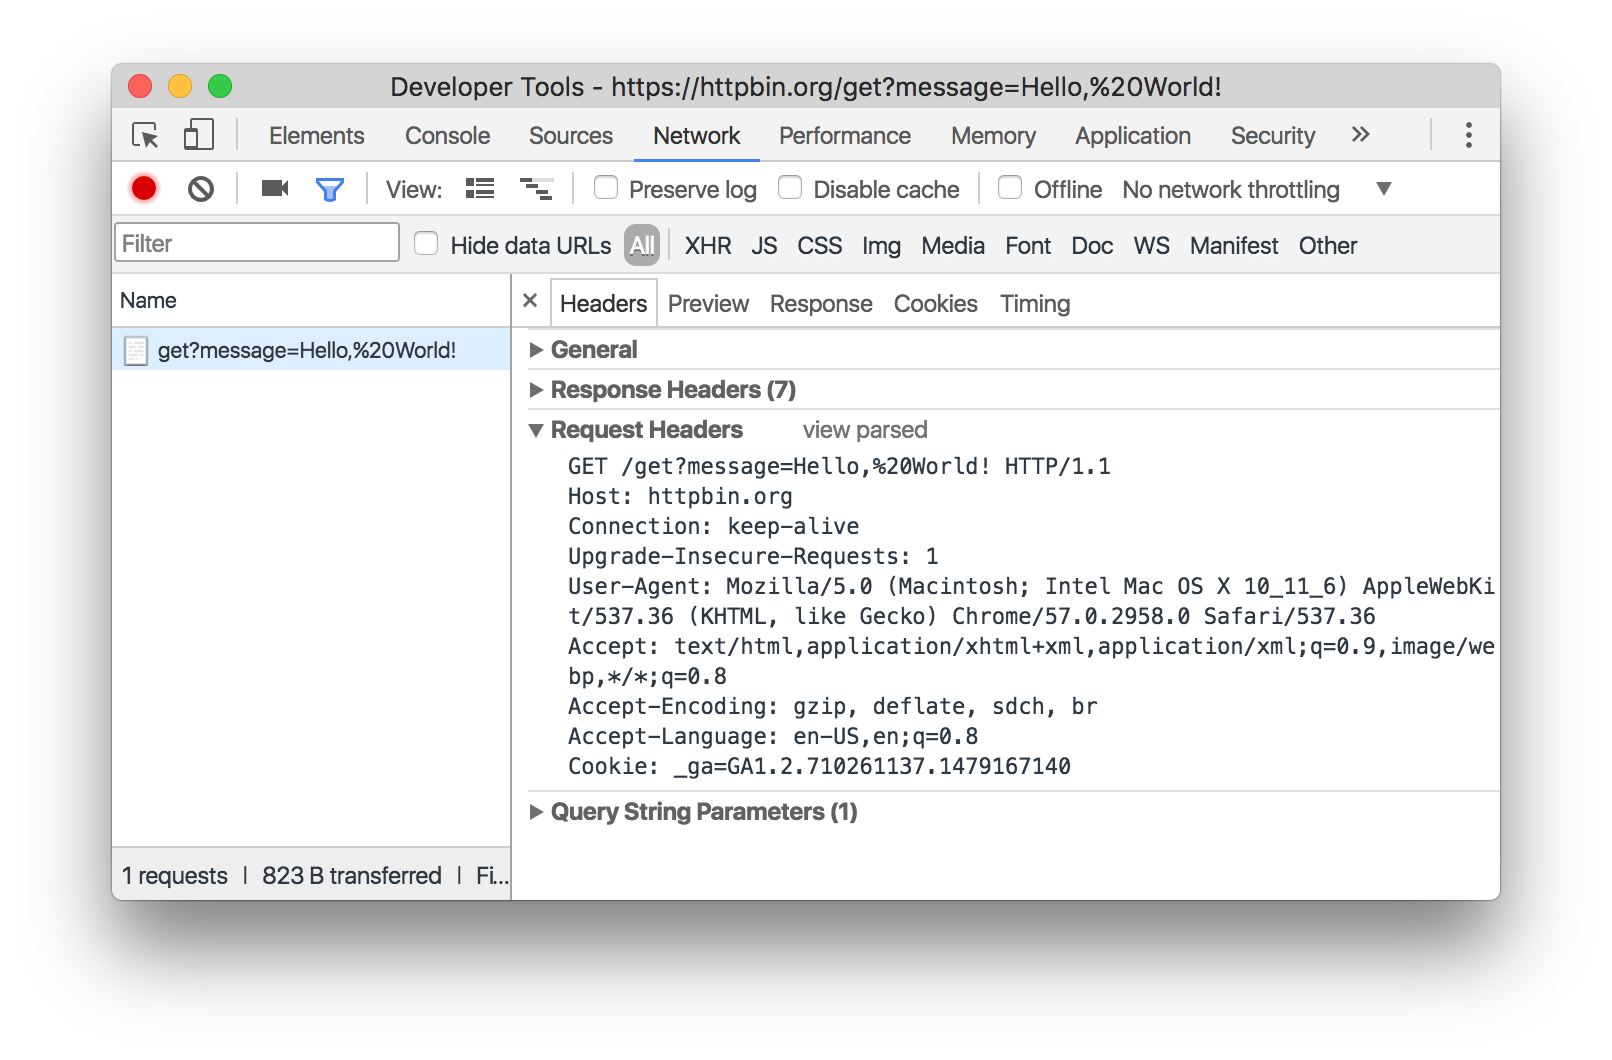 Developer Tools - https://httpbin.org/get?message=Hello,%20World!
Elements Console Sources Network Performance Memory Application Security »
View: Preserve log Disable cache Offline No network throttling
Filter Hide data URLs All XHR JS CSS Img Media Font Doc WS Manifest Other
Name
get?message=Hello,%20World!
× Headers Preview Response Cookies Timing
General
Response Headers (7)
Request Headers view parsed
GET /get?message=Hello,%20World! HTTP/1.1
Host: httpbin.org
Connection: keep-alive
Upgrade-Insecure-Requests: 1
User-Agent: Mozilla/5.0 (Macintosh; Intel Mac OS X 10_11_6) AppleWebKi
t/537.36 (KHTML, like Gecko) Chrome/57.0.2958.0 Safari/537.36
Accept: text/html,application/xhtml+xml,application/xml;q=0.9,image/we
bp,*/*;q=0.8
Accept-Encoding: gzip, deflate, sdch, br
Accept-Language: en-US,en;q=0.8
Cookie: _ga=GA1.2.710261137.1479167140
Query String Parameters (1)
1 requests | 823 B transferred | Fi...